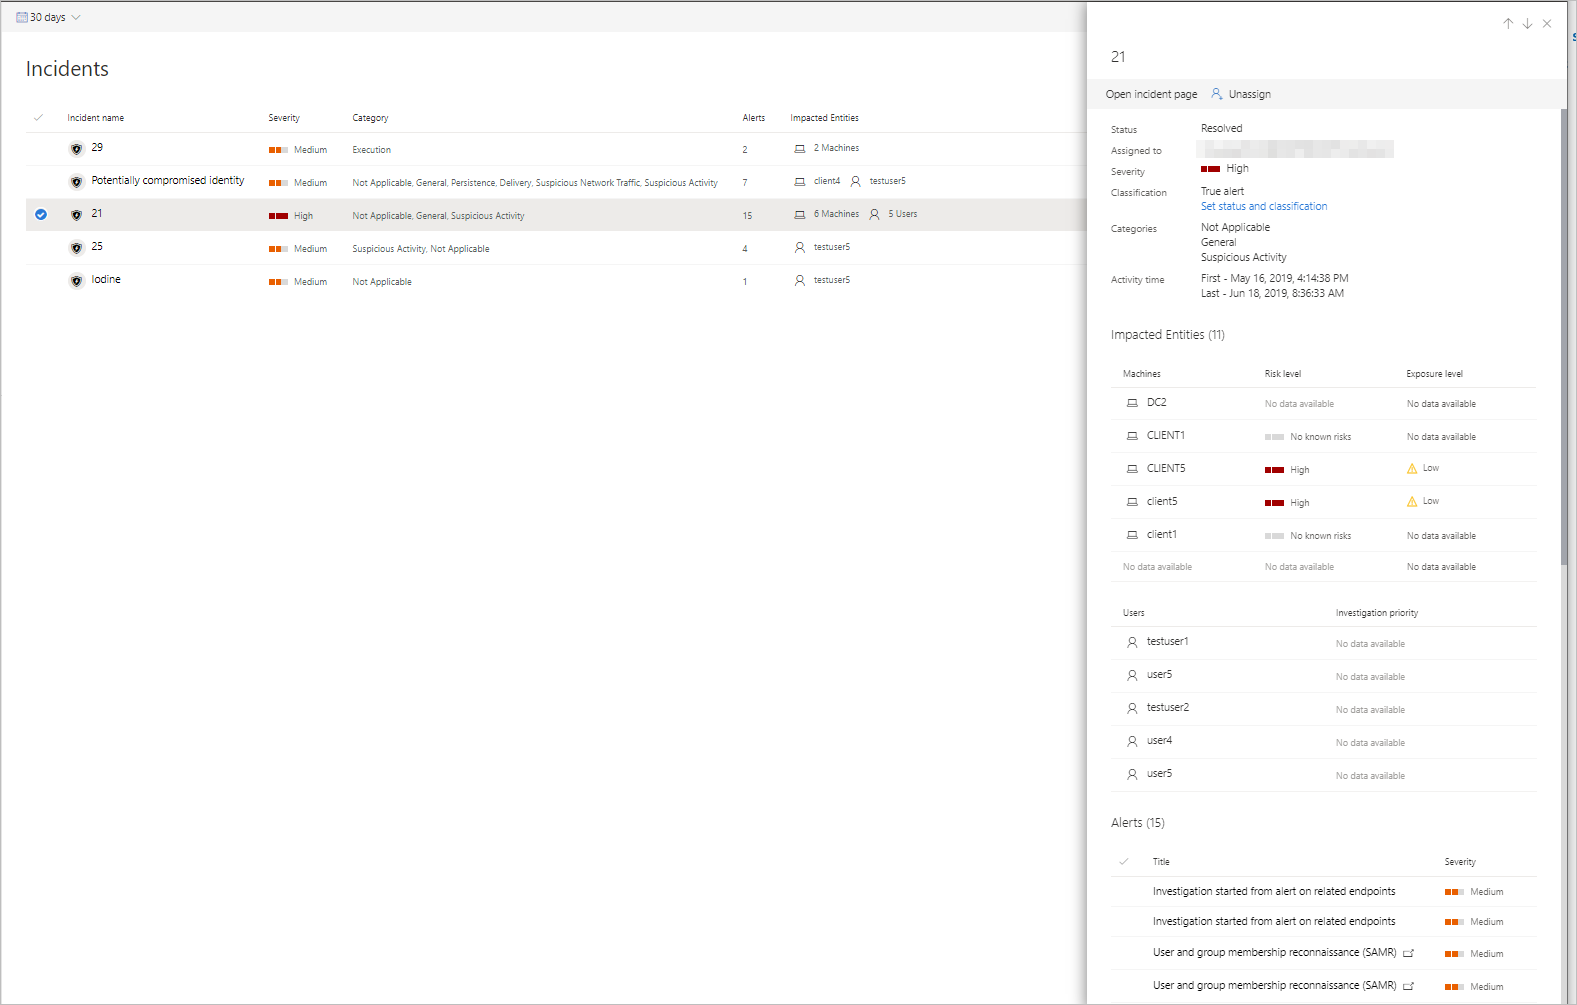 30 days
Incidents
Incident name Severity Category Alerts Impacted Entities
29 Medium Execution 2 2 Machines
Potentially compromised identity Medium Not Applicable, General, Persistence, Delivery, Suspicious Network Traffic, Suspicious Activity 7 client4 testuser5
21 High Not Applicable, General, Suspicious Activity 15 6 Machines 5 Users
25 Medium Suspicious Activity, Not Applicable 4 testuser5
Iodine Medium Not Applicable 1 testuser5
21
Open incident page Unassign
Status Resolved
Assigned to
Severity High
Classification True alert
Set status and classification
Categories Not Applicable
General
Suspicious Activity
Activity time First - May 16, 2019, 4:14:38 PM
Last - Jun 18, 2019, 8:36:33 AM
Impacted Entities (11)
Machines Risk level Exposure level
DC2 No data available No data available
CLIENT1 No known risks No data available
CLIENT5 High Low
client5 High Low
client1 No known risks No data available
No data available No data available No data available
Users Investigation priority
testuser1 No data available
user5 No data available
testuser2 No data available
user4 No data available
user5 No data available
Alerts (15)
Title Severity
Investigation started from alert on related endpoints Medium
Investigation started from alert on related endpoints Medium
User and group membership reconnaissance (SAMR) Medium
User and group membership reconnaissance (SAMR) Medium